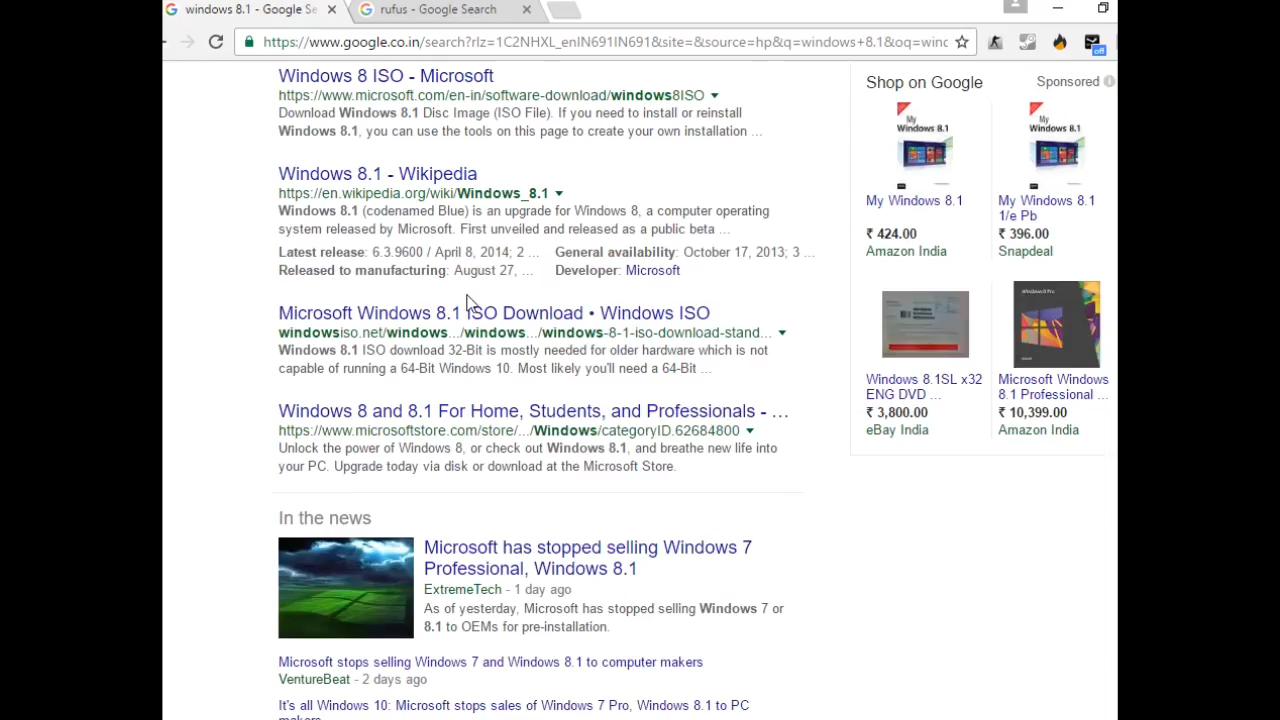 windows 8.1 - Google Se
rufus - Google Search
https://www.google.co.in/search?rlz=1C2NHXL_enIN691IN691&site=&source=hp&q=windows+8.1&oq=winc
off
Windows 8 ISO - Microsoft
https://www.microsoft.com/en-in/software-download/windows8ISO
Download Windows 8.1 Disc Image (ISO File). If you need to install or reinstall
Windows 8.1, you can use the tools on this page to create your own installation ...
Windows 8.1 - Wikipedia
https://en.wikipedia.org/wiki/Windows_8.1
Windows 8.1 (codenamed Blue) is an upgrade for Windows 8, a computer operating
system released by Microsoft. First unveiled and released as a public beta ...
Latest release: 6.3.9600 / April 8, 2014; 2 ... General availability: October 17, 2013; 3 ...
Released to manufacturing: August 27, ... Developer: Microsoft
Microsoft Windows 8.1 ISO Download • Windows ISO
windowsiso.net/windows.../windows.../windows-8-1-iso-download-stand...
Windows 8.1 ISO download 32-Bit is mostly needed for older hardware which is not
capable of running a 64-Bit Windows 10. Most likely you'll need a 64-Bit ...
Windows 8 and 8.1 For Home, Students, and Professionals - ...
https://www.microsoftstore.com/store/.../Windows/categoryID.62684800
Unlock the power of Windows 8, or check out Windows 8.1, and breathe new life into
your PC. Upgrade today via disk or download at the Microsoft Store.
In the news
Microsoft has stopped selling Windows 7
Professional, Windows 8.1
ExtremeTech - 1 day ago
As of yesterday, Microsoft has stopped selling Windows 7 or
8.1 to OEMs for pre-installation.
Microsoft stops selling Windows 7 and Windows 8.1 to computer makers
VentureBeat - 2 days ago
It's all Windows 10: Microsoft stops sales of Windows 7 Pro, Windows 8.1 to PC
makers
Shop on Google
Sponsored
My
Windows 8.1
My
Windows 8.1
My Windows 8.1
₹ 424.00
Amazon India
My Windows 8.1
1/e Pb
₹ 396.00
Snapdeal
Windows 8 Pro
Windows 8.1SL x32
ENG DVD ...
₹ 3,800.00
eBay India
Microsoft Windows
8.1 Professional ...
₹ 10,399.00
Amazon India